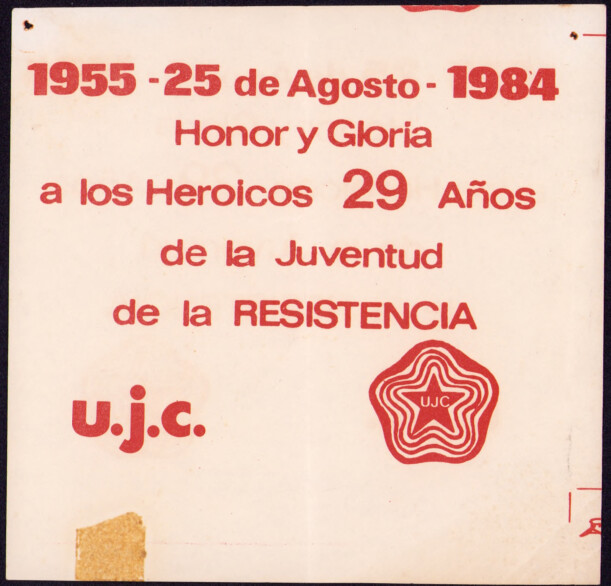 1955 - 25 de Agosto - 1984
Honor y Gloria
a los Heroicos 29 Años
de la Juventud
de la RESISTENCIA
u.j.c.
UJC